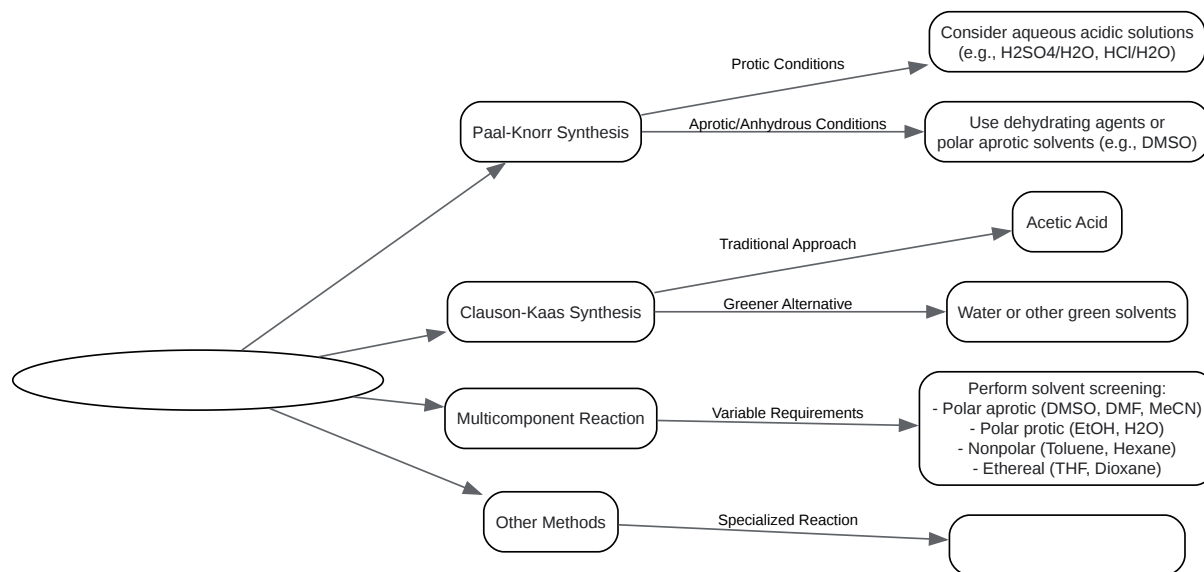 Consider aqueous acidic solutions
(e.g., H2SO4/H2O, HCl/H2O)
Protic Conditions
Paal-Knorr Synthesis
Aprotic/Anhydrous Conditions
Use dehydrating agents or
polar aprotic solvents (e.g., DMSO)
Acetic Acid
Traditional Approach
Clauson-Kaas Synthesis
Greener Alternative
Water or other green solvents
Multicomponent Reaction
Variable Requirements
Perform solvent screening:
- Polar aprotic (DMSO, DMF, MeCN)
- Polar protic (EtOH, H2O)
- Nonpolar (Toluene, Hexane)
- Ethereal (THF, Dioxane)
Other Methods
Specialized Reaction